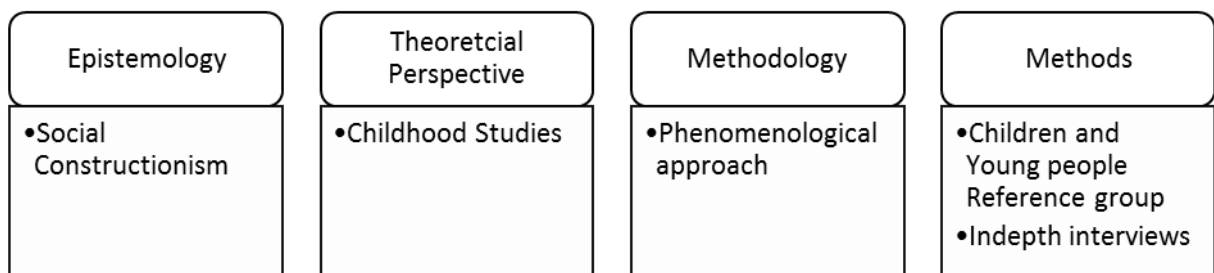 Epistemology
•Social
Constructionism
Theoretcial
Perspective
•Childhood Studies
Methodology
•Phenomenological
approach
Methods
•Children and
Young people
Reference group
•Indepth interviews